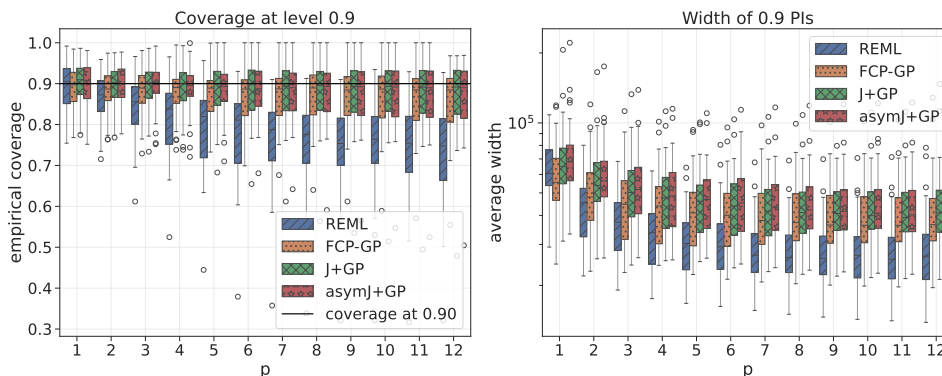 Coverage at level 0.9
empirical coverage
1.0
0.9
0.8
0.7
0.6
0.5
0.4
0.3
REML
FCP-GP
J+GP
asymJ+GP
coverage at 0.90
1 2 3 4 5 6 7 8 9 10 11 12
p
Width of 0.9 PIs
average width
10⁵
REML
FCP-GP
J+GP
asymJ+GP
1 2 3 4 5 6 7 8 9 10 11 12
p